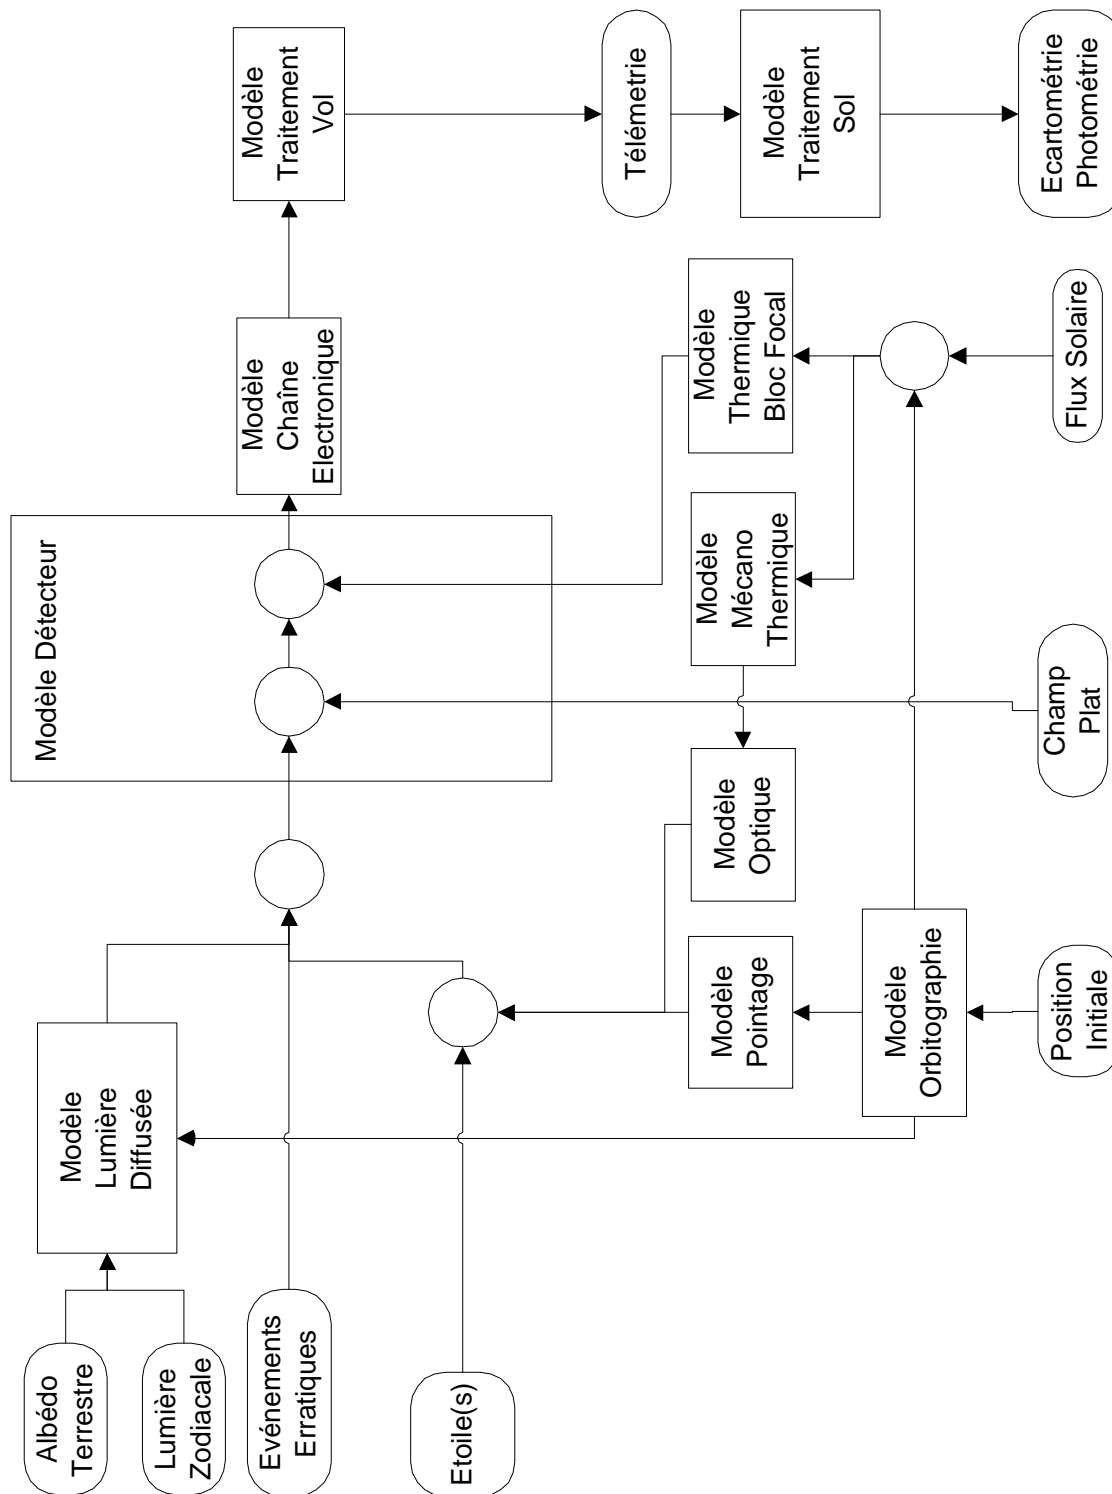 Albédo
Terrestre
Lumière
Zodiacale
Evénements
Erratiques
Etoile(s)
Modèle
Lumière
Diffusée
Modèle Détecteur
Modèle
Chaîne
Electronique
Modèle
Traitement
Vol
Télémetrie
Modèle
Traitement
Sol
Ecartométrie
Photométrie
Modèle
Thermique
Bloc Focal
Modèle
Mécano
Thermique
Modèle
Optique
Modèle
Pointage
Modèle
Orbitographie
Position
Initiale
Champ
Plat
Flux Solaire